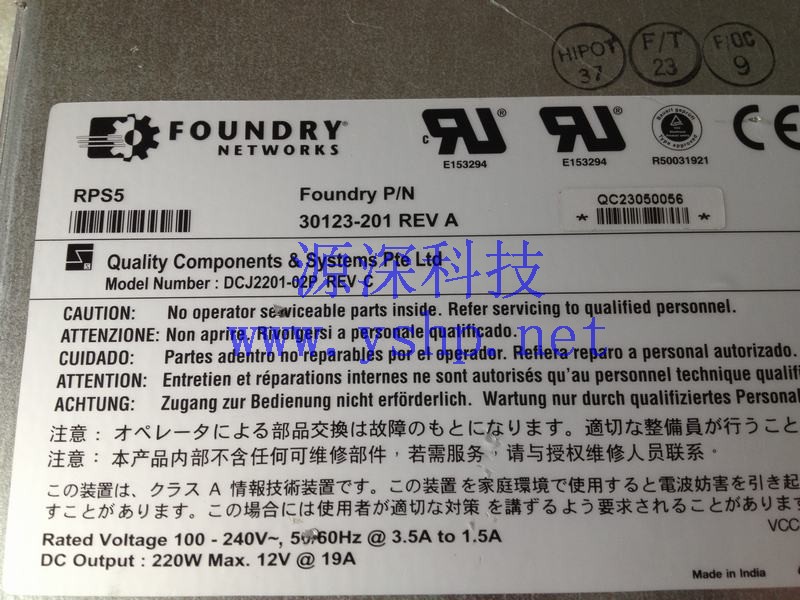 HIPOT 37
F/T 23
F/QC 9
FOUNDRY®
NETWORKS
c ® ®
E153294
E153294
Bauart geprüft
Type approved
R50031921
CE
RPS5
Foundry P/N
30123-201 REV A
QC23050056
* *
Quality Components & Systems Pte Ltd
源深科技
Model Number : DCJ2201-02P REV C
CAUTION: No operator serviceable parts inside. Refer servicing to qualified personnel.
www.yshp.net
ATTENZIONE: Non aprire. Rivolgersi a personale qualificado.
CUIDADO: Partes adentro no reparables por el operador. Refiera reparo a personal autorizado.
ATTENTION: Entretien et réparations internes ne sont autorisés qu'au personnel technique qualifi
ACHTUNG: Zugang zur Bedienung nicht erforderlich. Wartung nur durch qualifiziertes Personal
注意： オペレータによる部品交換は故障のもとになります。適切な整備員が行うこと
注意： 本产品内部不含任何可维修部件，若需服务，请与授权维修人员联系。
この装置は、クラス A 情報技術装置です。この装置を家庭環境で使用すると電波妨害を引き起
すことがあります。この場合には使用者が適切な対策を講ずるよう要求されることがあります
VCC
Rated Voltage 100 - 240V~, 50/60Hz @ 3.5A to 1.5A
DC Output : 220W Max. 12V @ 19A
Made in India